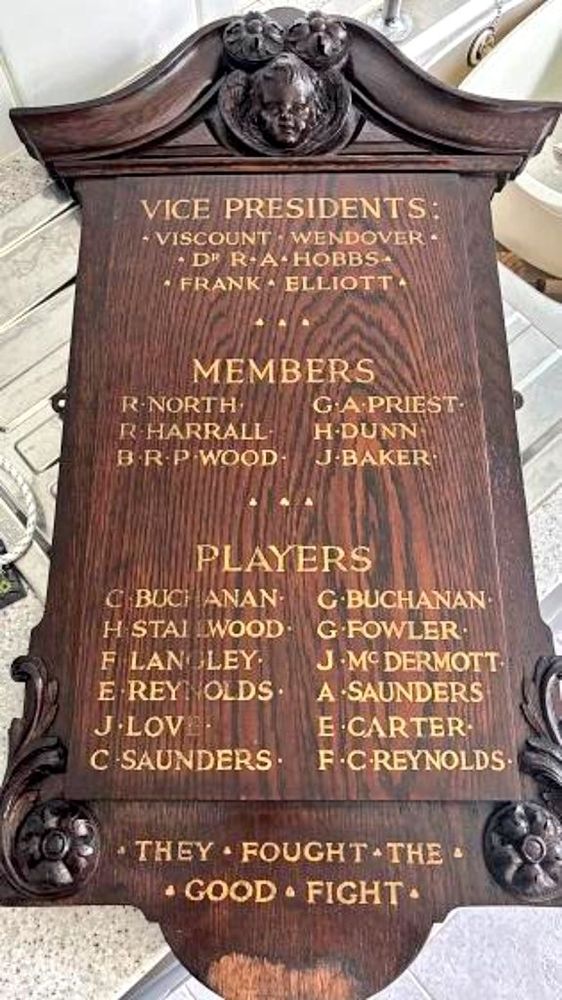 VICE PRESIDENTS:
·VISCOUNT·WENDOVER·
·DR R·A·HOBBS·
·FRANK·ELLIOTT·
MEMBERS
R·NORTH· G·A·PRIEST·
R·HARRALL· H·DUNN·
B·R·P·WOOD· J·BAKER·
PLAYERS
C·BUCHANAN· G·BUCHANAN·
H·STALLWOOD· G·FOWLER·
F·LANGLEY· J·McDERMOTT·
E·REYNOLDS· A·SAUNDERS
J·LOVE· E·CARTER·
C·SAUNDERS· F·C·REYNOLDS·
·THEY·FOUGHT·THE·
·GOOD·FIGHT·